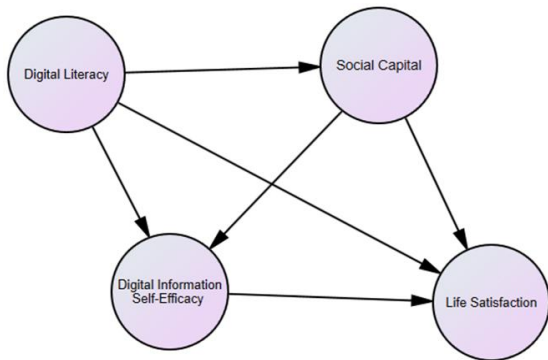 Digital Literacy
Social Capital
Digital Information
Self-Efficacy
Life Satisfaction